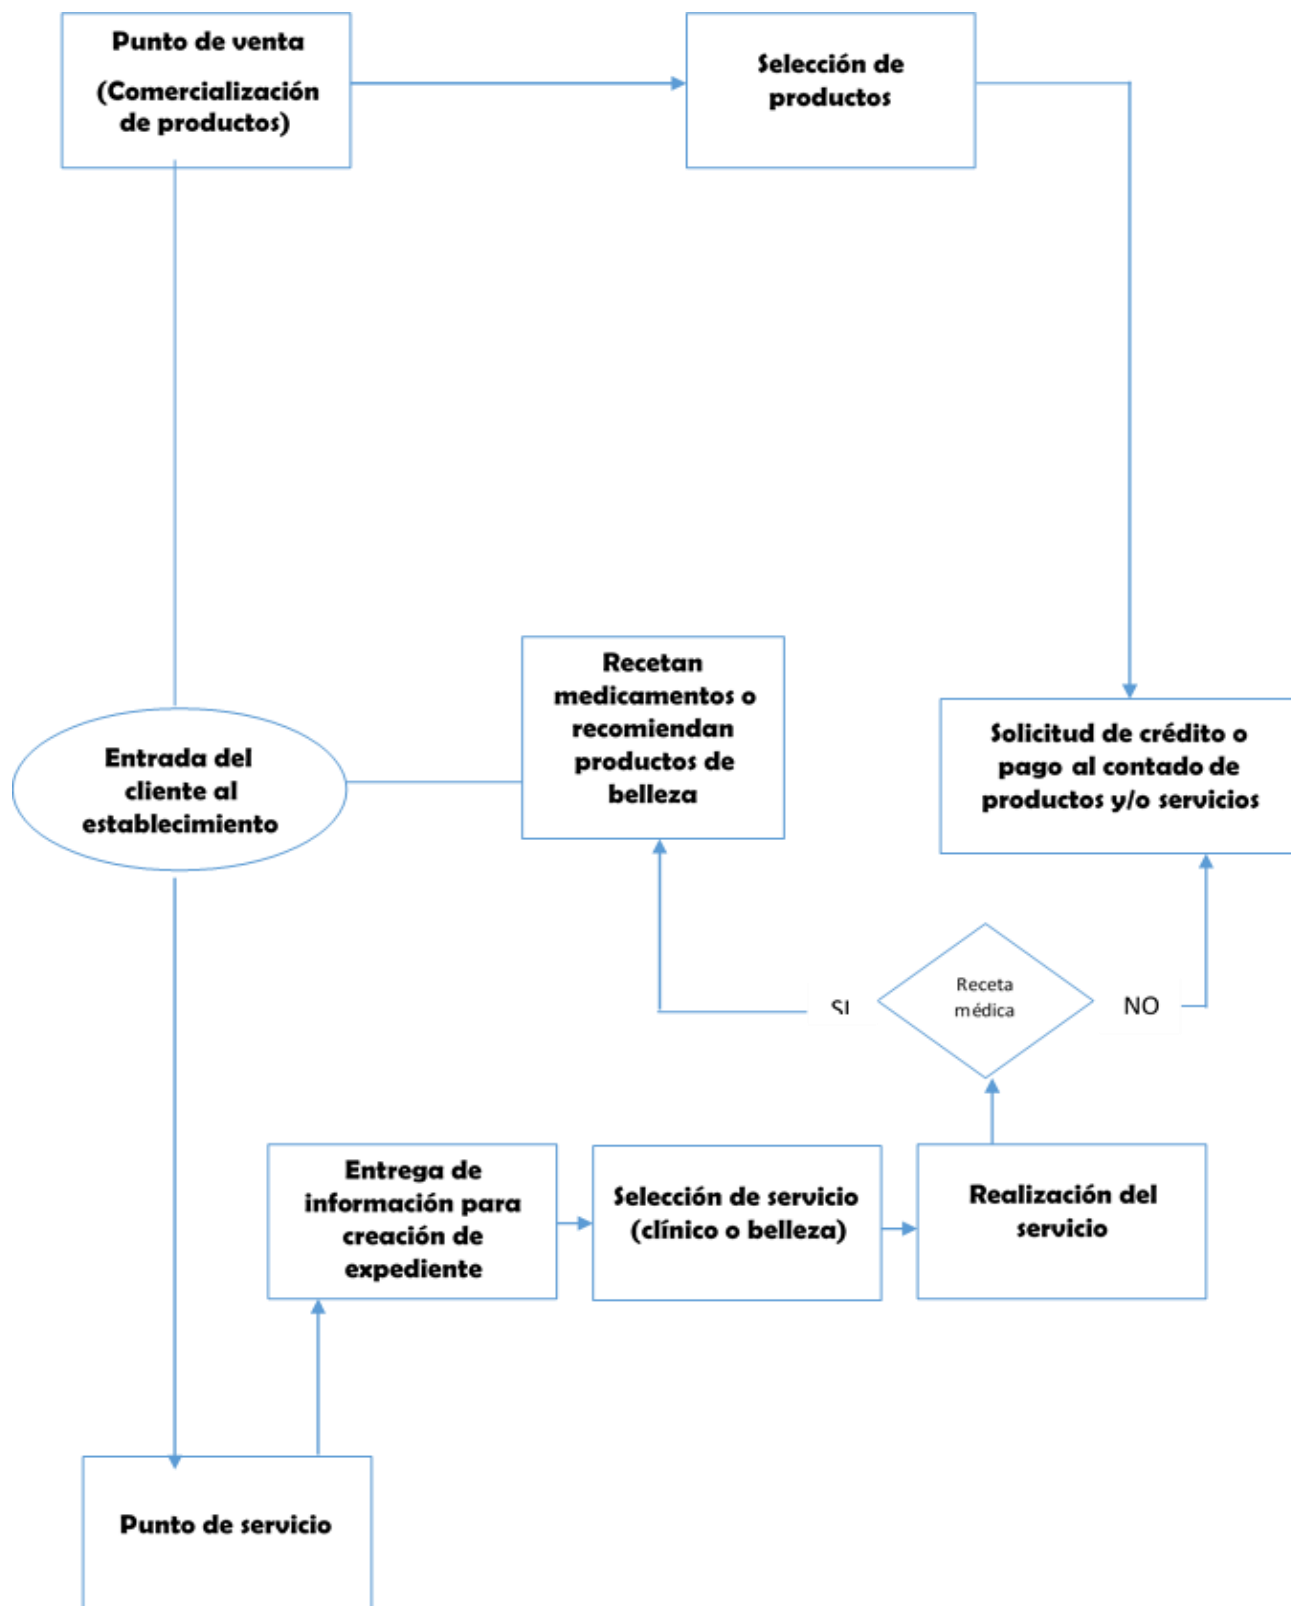 Punto de venta
(Comercialización
de productos)
Selección de
productos
Recetan
medicamentos o
recomiendan
productos de
belleza
Solicitud de crédito o
pago al contado de
productos y/o servicios
Entrada del
cliente al
establecimiento
Receta
médica
SI
NO
Entrega de
información para
creación de
expediente
Selección de servicio
(clínico o belleza)
Realización del
servicio
Punto de servicio